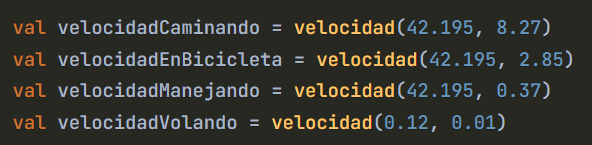 val velocidadCaminando = velocidad(42.195, 8.27)
val velocidadEnBicicleta = velocidad(42.195, 2.85)
val velocidadManejando = velocidad(42.195, 0.37)
val velocidadVolando = velocidad(0.12, 0.01)